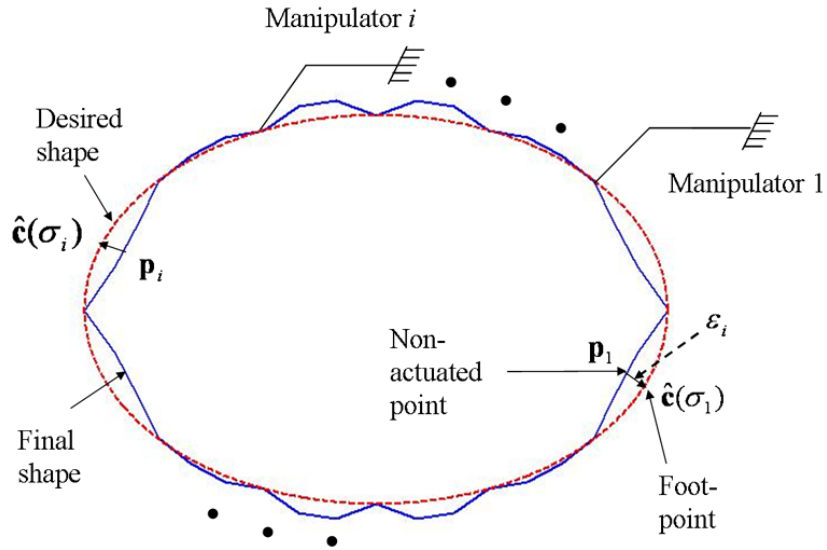 Manipulator i
Desired
shape
Manipulator 1
ĉ(σᵢ)
pᵢ
Non-
actuated
point
p₁
εᵢ
ĉ(σ₁)
Final
shape
Foot-
point